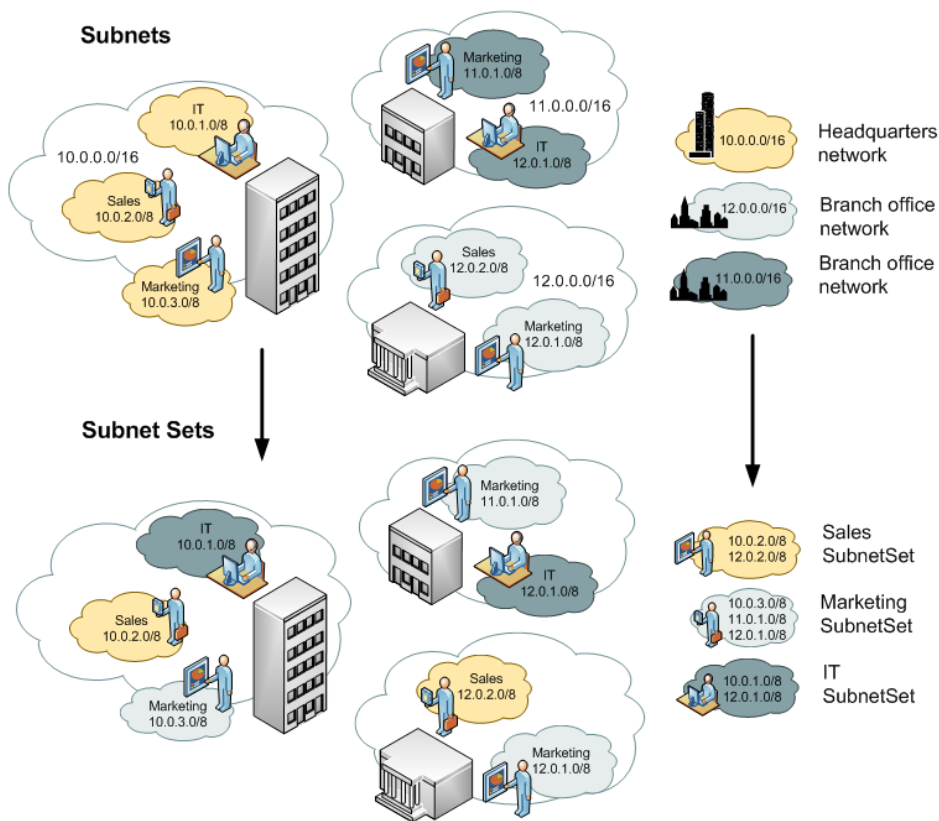 Subnets
IT
10.0.1.0/8
10.0.0.0/16
Sales
10.0.2.0/8
Marketing
10.0.3.0/8
Marketing
11.0.1.0/8
11.0.0.0/16
IT
12.0.1.0/8
Sales
12.0.2.0/8
12.0.0.0/16
Marketing
12.0.1.0/8
10.0.0.0/16
Headquarters
network
12.0.0.0/16
Branch office
network
11.0.0.0/16
Branch office
network
Subnet Sets
IT
10.0.1.0/8
Sales
10.0.2.0/8
Marketing
10.0.3.0/8
Marketing
11.0.1.0/8
IT
12.0.1.0/8
Sales
12.0.2.0/8
Marketing
12.0.1.0/8
10.0.2.0/8
12.0.2.0/8
Sales
SubnetSet
10.0.3.0/8
11.0.1.0/8
12.0.1.0/8
Marketing
SubnetSet
10.0.1.0/8
12.0.1.0/8
IT
SubnetSet